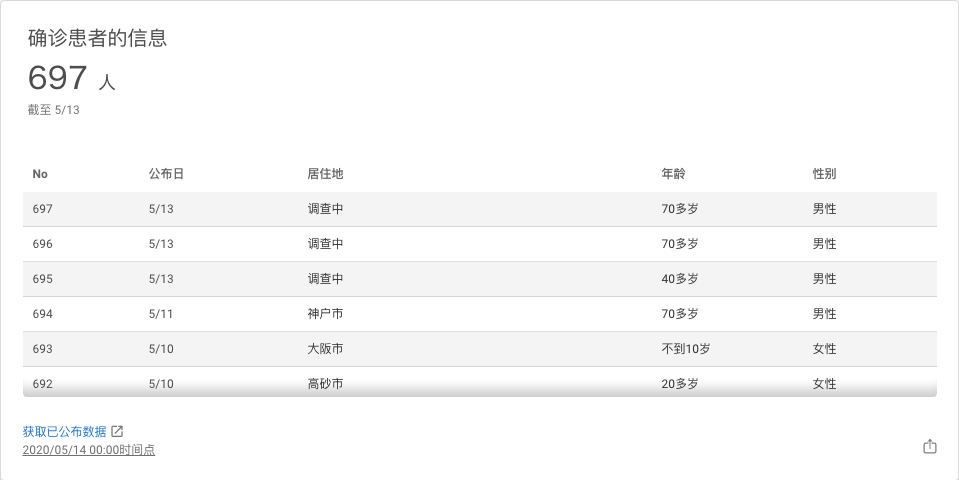 确诊患者的信息
697 人
截至 5/13
No 公布日 居住地 年龄 性别
697 5/13 调查中 70多岁 男性
696 5/13 调查中 70多岁 男性
695 5/13 调查中 40多岁 男性
694 5/11 神户市 70多岁 男性
693 5/10 大阪市 不到10岁 女性
692 5/10 高砂市 20多岁 女性
获取已公布数据
2020/05/14 00:00时间点